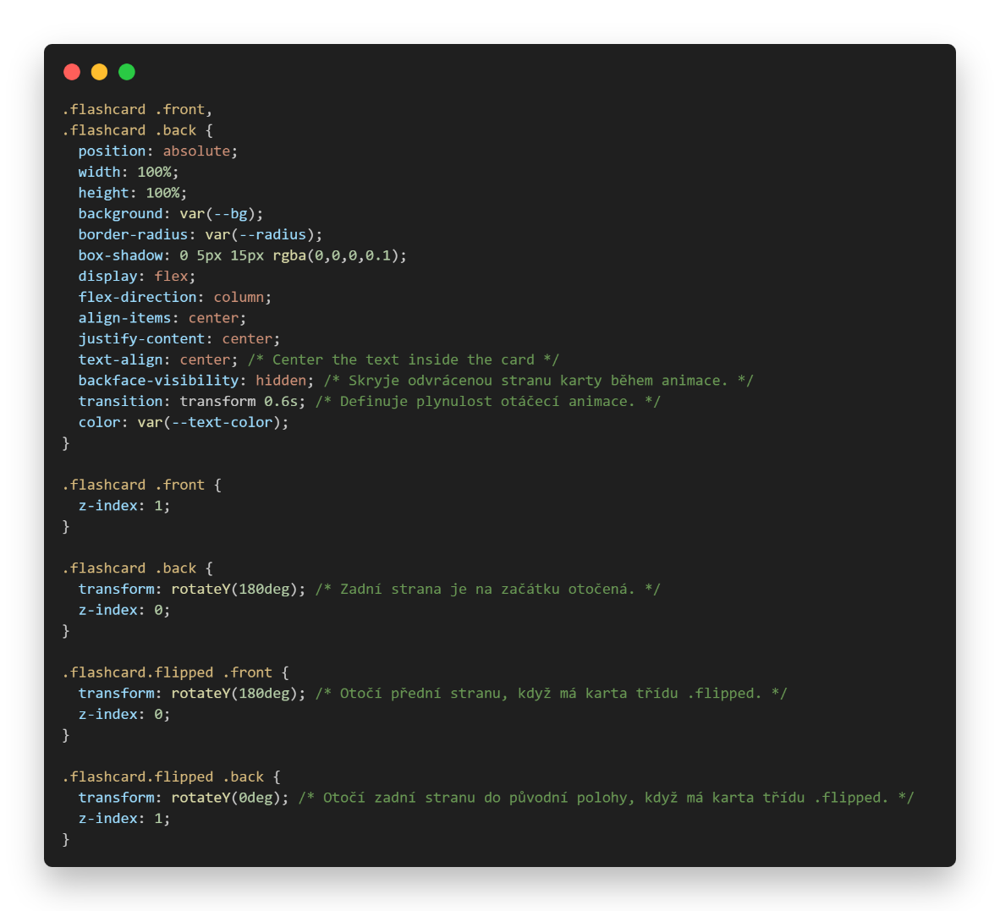 .flashcard .front,
.flashcard .back {
  position: absolute;
  width: 100%;
  height: 100%;
  background: var(--bg);
  border-radius: var(--radius);
  box-shadow: 0 5px 15px rgba(0,0,0,0.1);
  display: flex;
  flex-direction: column;
  align-items: center;
  justify-content: center;
  text-align: center; /* Center the text inside the card */
  backface-visibility: hidden; /* Skryje odvrácenou stranu karty během animace. */
  transition: transform 0.6s; /* Definuje plynulost otáčecí animace. */
  color: var(--text-color);
}

.flashcard .front {
  z-index: 1;
}

.flashcard .back {
  transform: rotateY(180deg); /* Zadní strana je na začátku otočená. */
  z-index: 0;
}

.flashcard.flipped .front {
  transform: rotateY(180deg); /* Otočí přední stranu, když má karta třídu .flipped. */
  z-index: 0;
}

.flashcard.flipped .back {
  transform: rotateY(0deg); /* Otočí zadní stranu do původní polohy, když má karta třídu .flipped. */
  z-index: 1;
}